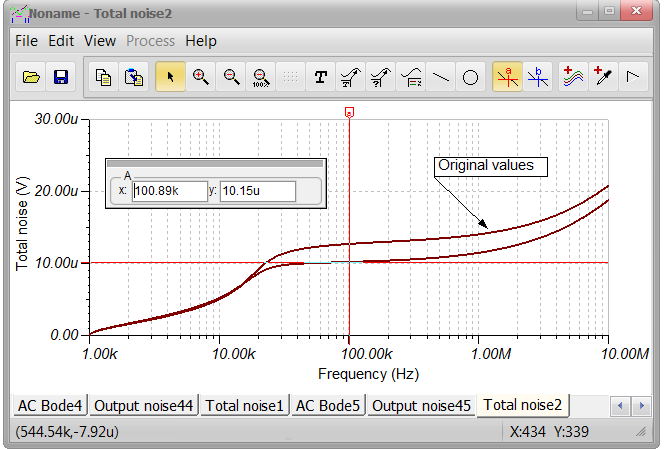 Noname - Total noise2
File Edit View Process Help
100%
T
?
a
b
a
30.00u
20.00u
10.00u
0.00
Total noise (V)
A
x: 100.89k y: 10.15u
Original values
1.00k 10.00k 100.00k 1.00M 10.00M
Frequency (Hz)
AC Bode4 Output noise44 Total noise1 AC Bode5 Output noise45 Total noise2
(544.54k,-7.92u) X:434 Y:339